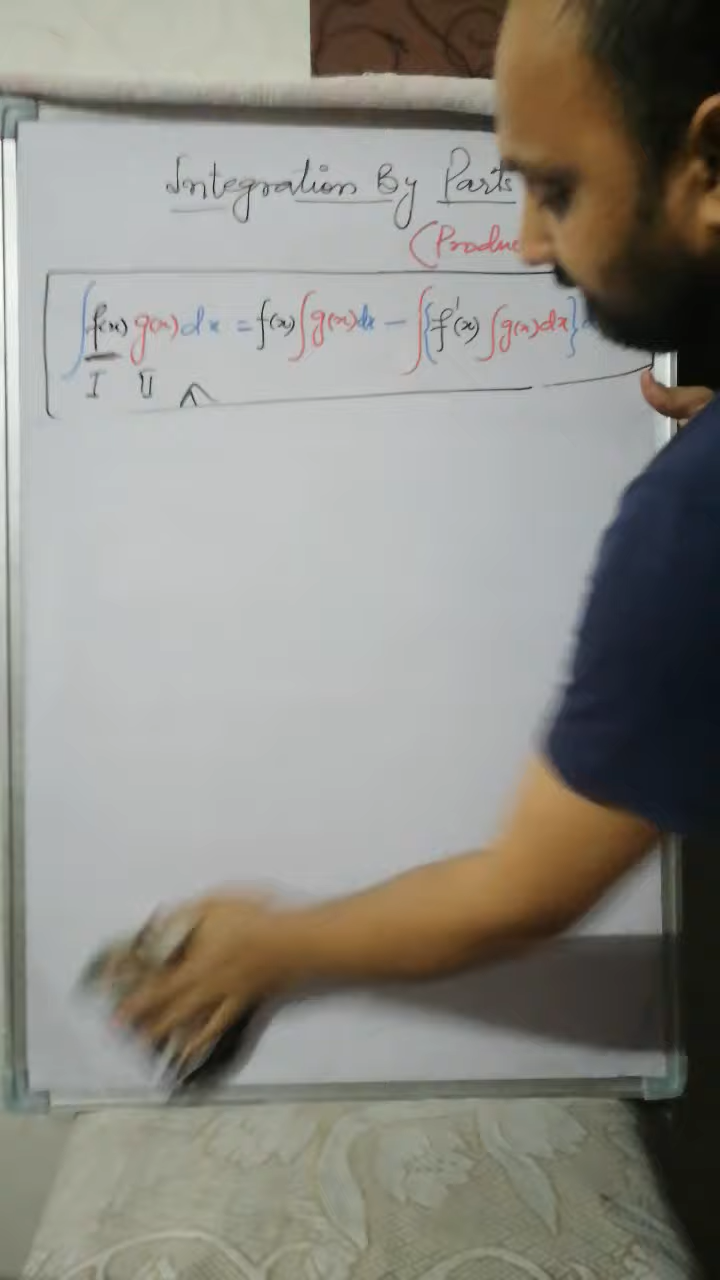 Integration By Parts
(Produc
∫f(x) g(x) dx = f(x)∫g(x)dx − ∫{f'(x) ∫g(x)dx}
I II